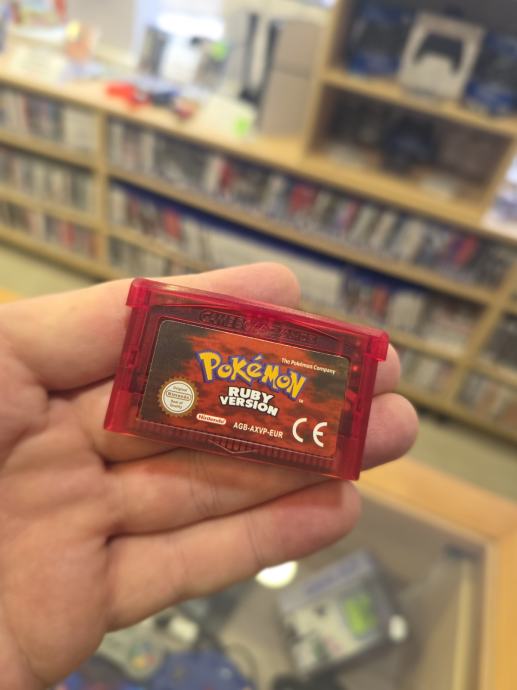 GAME BOY ADVANCE
The Pokémon Company
POKéMON
™
RUBY
VERSION
Original
Nintendo
Seal of
Quality
Nintendo
AGB-AXVP-EUR
CE